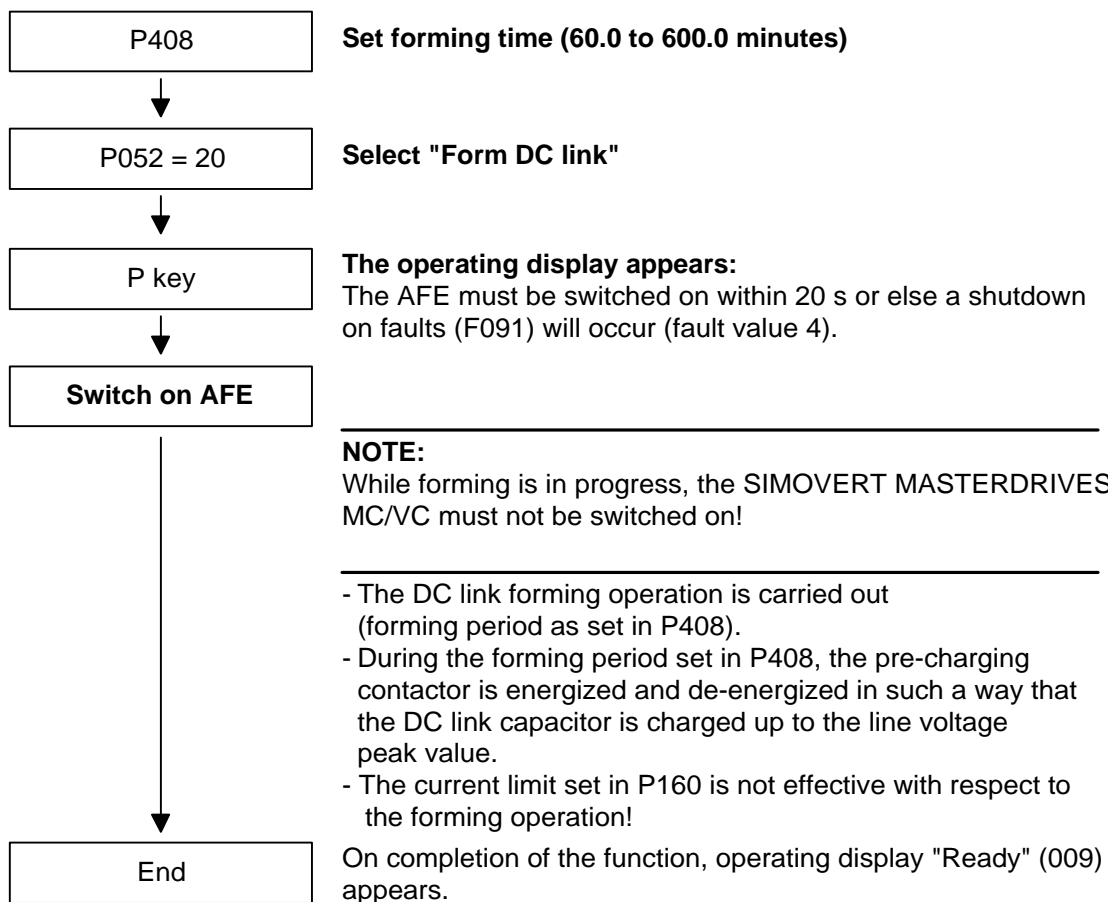 P408
Set forming time (60.0 to 600.0 minutes)
P052 = 20
Select "Form DC link"
P key
The operating display appears:
The AFE must be switched on within 20 s or else a shutdown
on faults (F091) will occur (fault value 4).
Switch on AFE
NOTE:
While forming is in progress, the SIMOVERT MASTERDRIVES
MC/VC must not be switched on!
- The DC link forming operation is carried out
(forming period as set in P408).
- During the forming period set in P408, the pre-charging
contactor is energized and de-energized in such a way that
the DC link capacitor is charged up to the line voltage
peak value.
- The current limit set in P160 is not effective with respect to
the forming operation!
End
On completion of the function, operating display "Ready" (009)
appears.